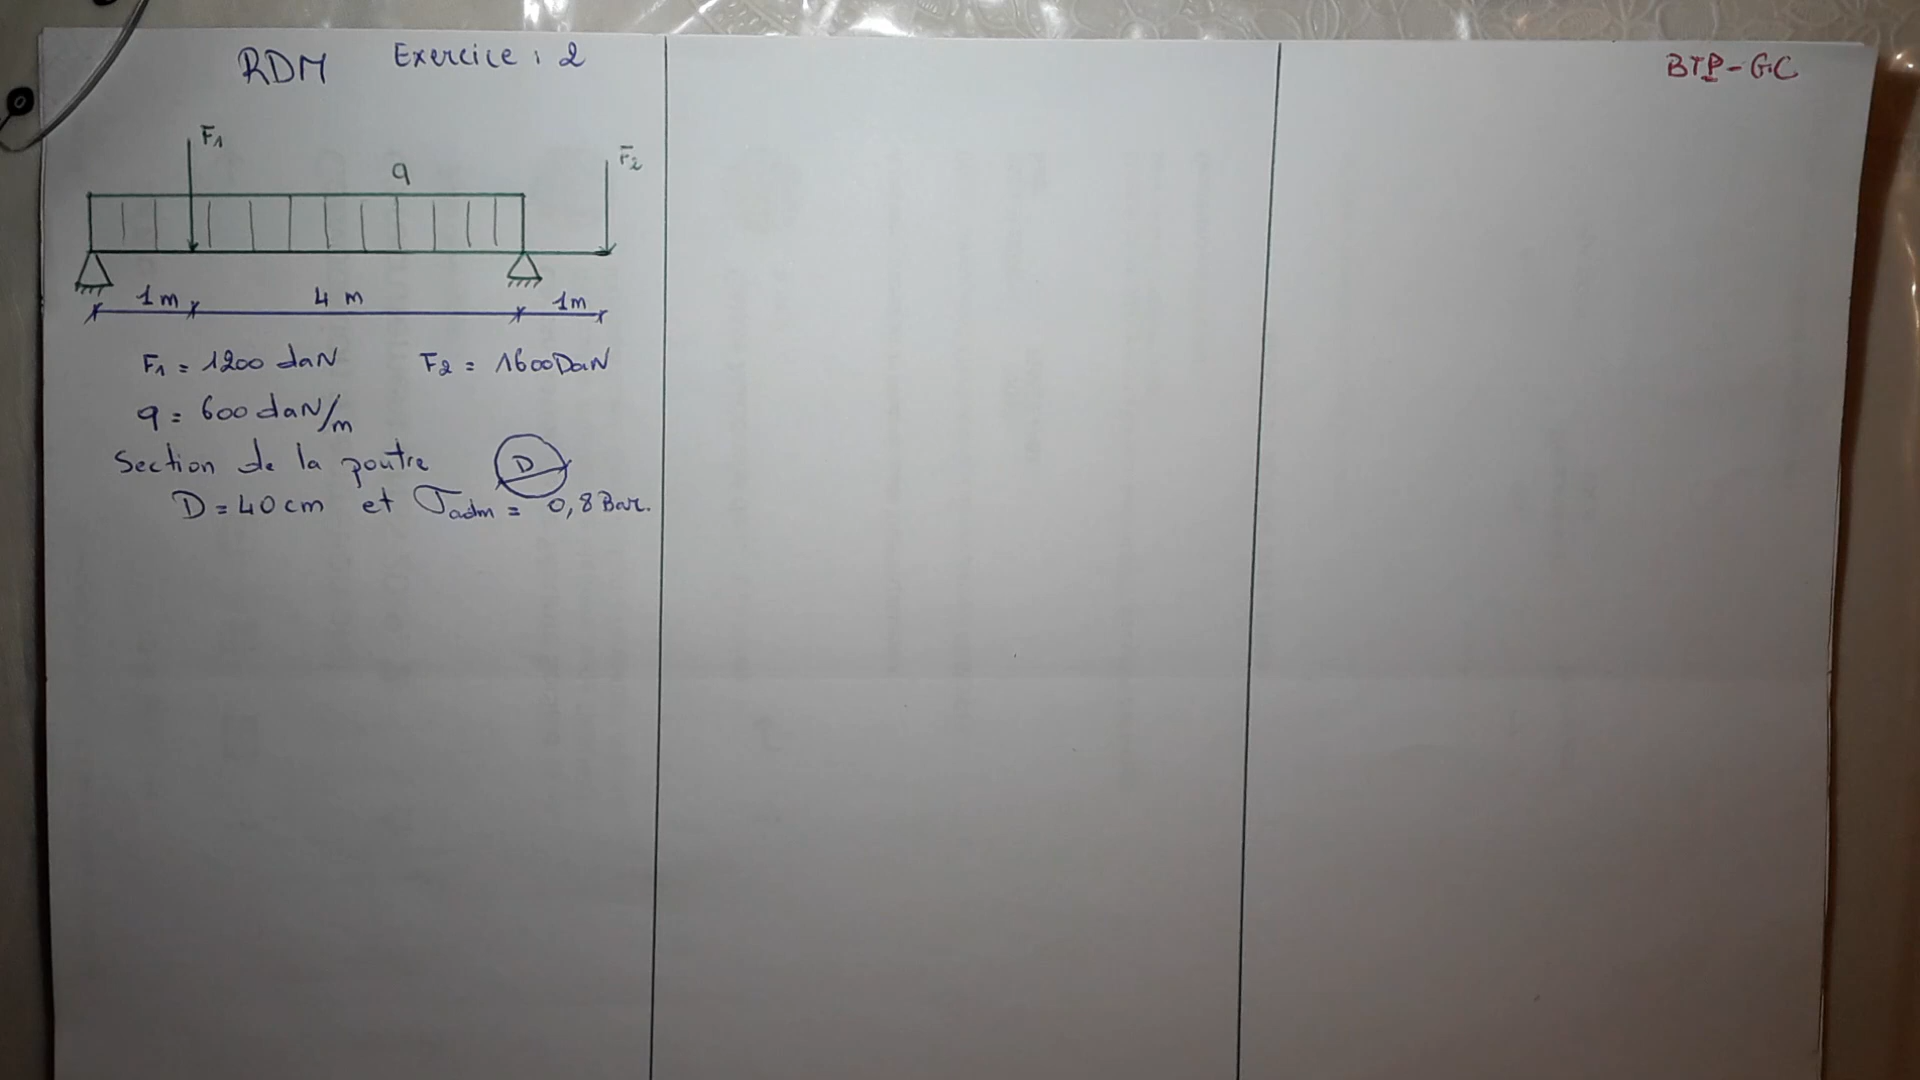 RDM Exercice : 2
BTP-GC
F1
F2
q
1m 4 m 1m
F1 = 1200 daN F2 = 1600DaN
q = 600 daN/m
Section de la poutre D
D = 40 cm et σadm = 0,8 Bar.